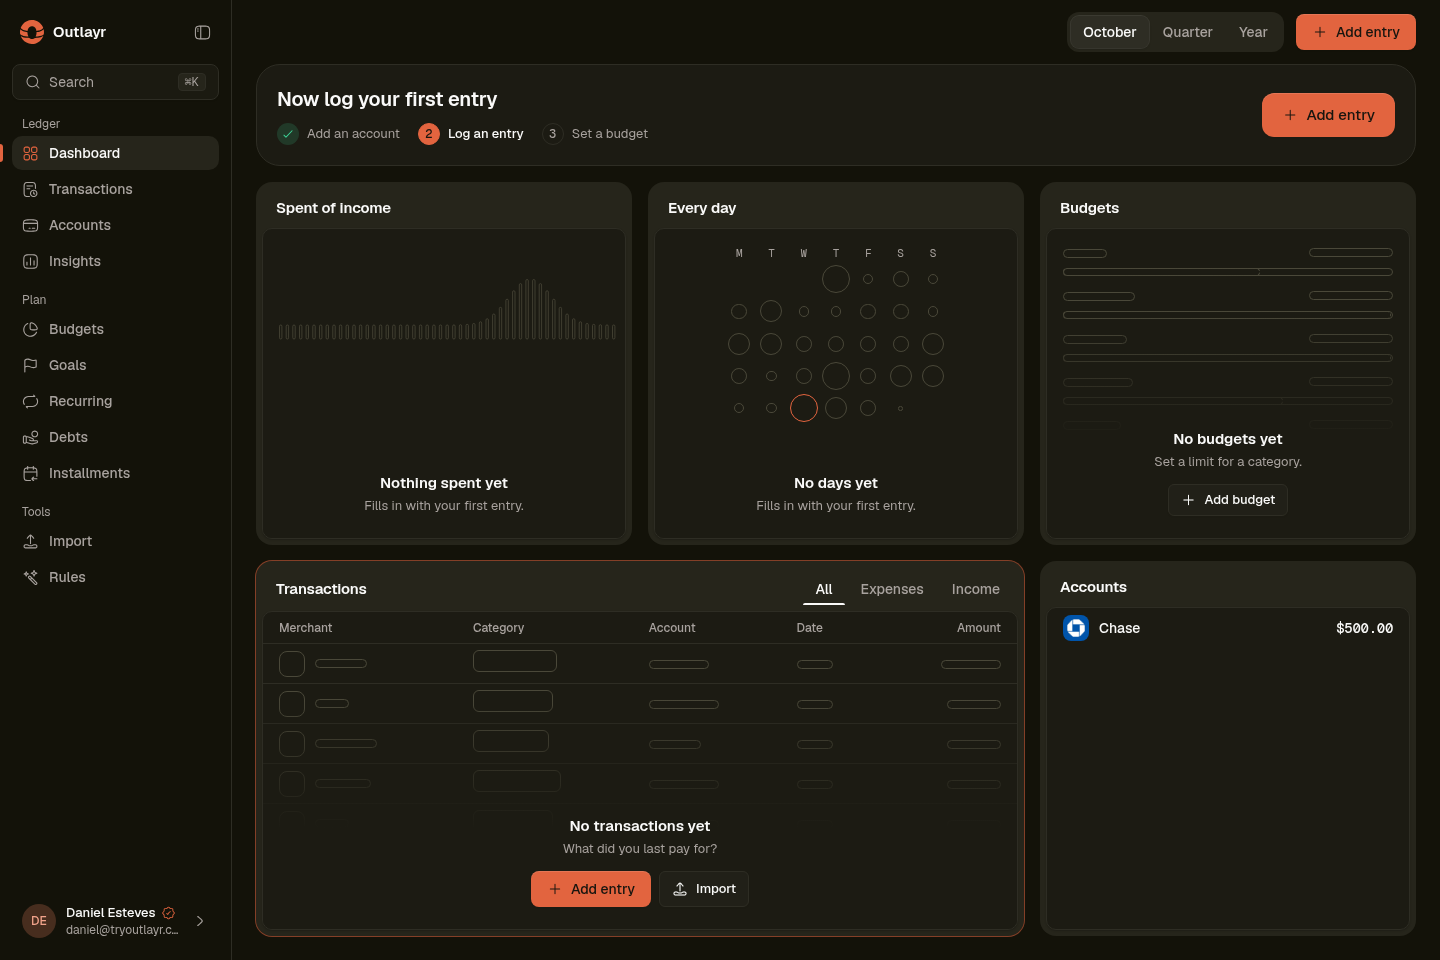 Outlayr
Search ⌘K
Ledger
Dashboard
Transactions
Accounts
Insights
Plan
Budgets
Goals
Recurring
Debts
Installments
Tools
Import
Rules
DE
Daniel Esteves
daniel@tryoutlayr.c...
October Quarter Year
Add entry
Now log your first entry
Add an account 2 Log an entry 3 Set a budget
Add entry
Spent of income
Nothing spent yet
Fills in with your first entry.
Every day
M T W T F S S
No days yet
Fills in with your first entry.
Budgets
No budgets yet
Set a limit for a category.
Add budget
Transactions
All Expenses Income
Merchant Category Account Date Amount
No transactions yet
What did you last pay for?
Add entry Import
Accounts
Chase $500.00